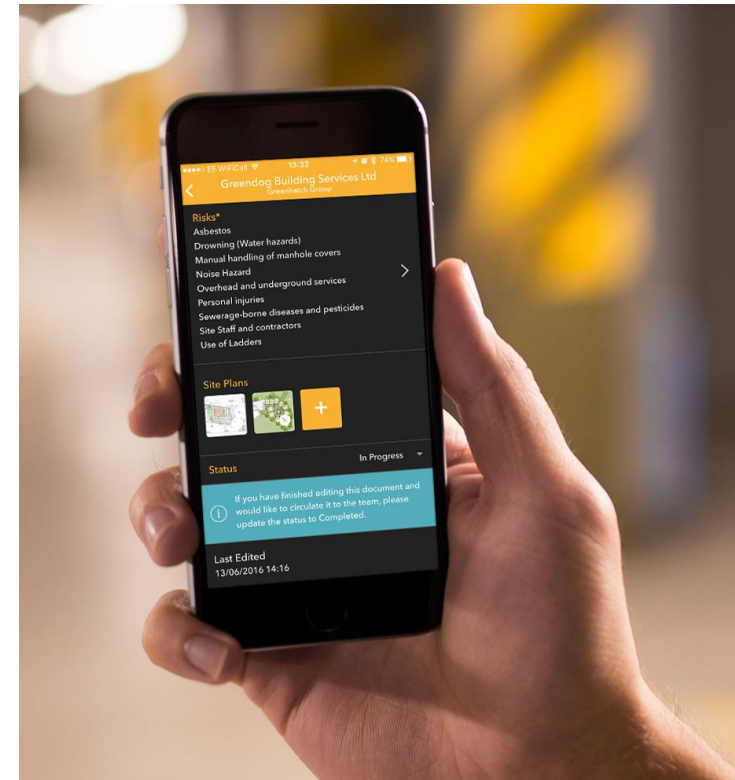 EE WiFiCall 13:32 74%
Greendog Building Services Ltd
Greenhatch Group
Risks*
Asbestos
Drowning (Water hazards)
Manual handling of manhole covers
Noise Hazard
Overhead and underground services
Personal injuries
Sewerage-borne diseases and pesticides
Site Staff and contractors
Use of Ladders
Site Plans
+
Status In Progress
If you have finished editing this document and
would like to circulate it to the team, please
update the status to Completed.
Last Edited
13/06/2016 14:16